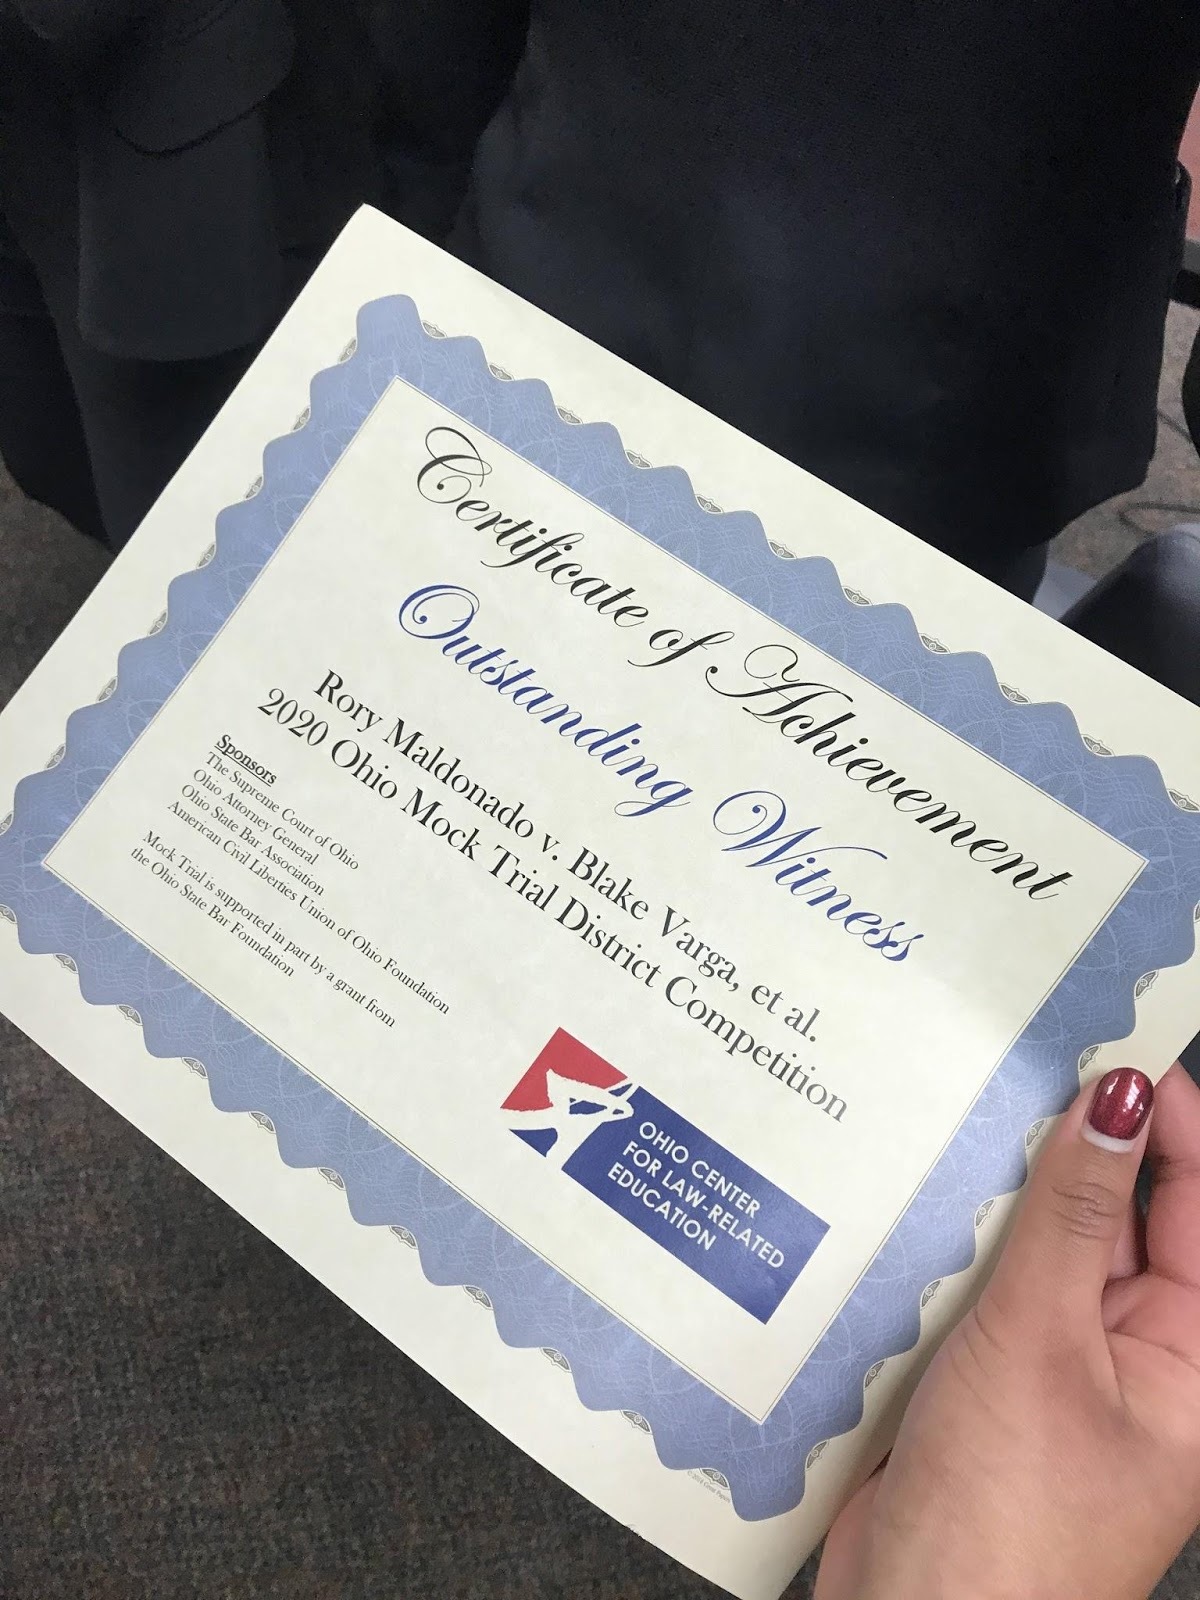 Certificate of Achievement
Outstanding Witness
Rory Maldonado v. Blake Varga, et al.
2020 Ohio Mock Trial District Competition
Sponsors
The Supreme Court of Ohio
Ohio Attorney General
Ohio State Bar Association
American Civil Liberties Union of Ohio Foundation
Mock Trial is supported in part by a grant from
the Ohio State Bar Foundation
OHIO CENTER
FOR LAW-RELATED
EDUCATION